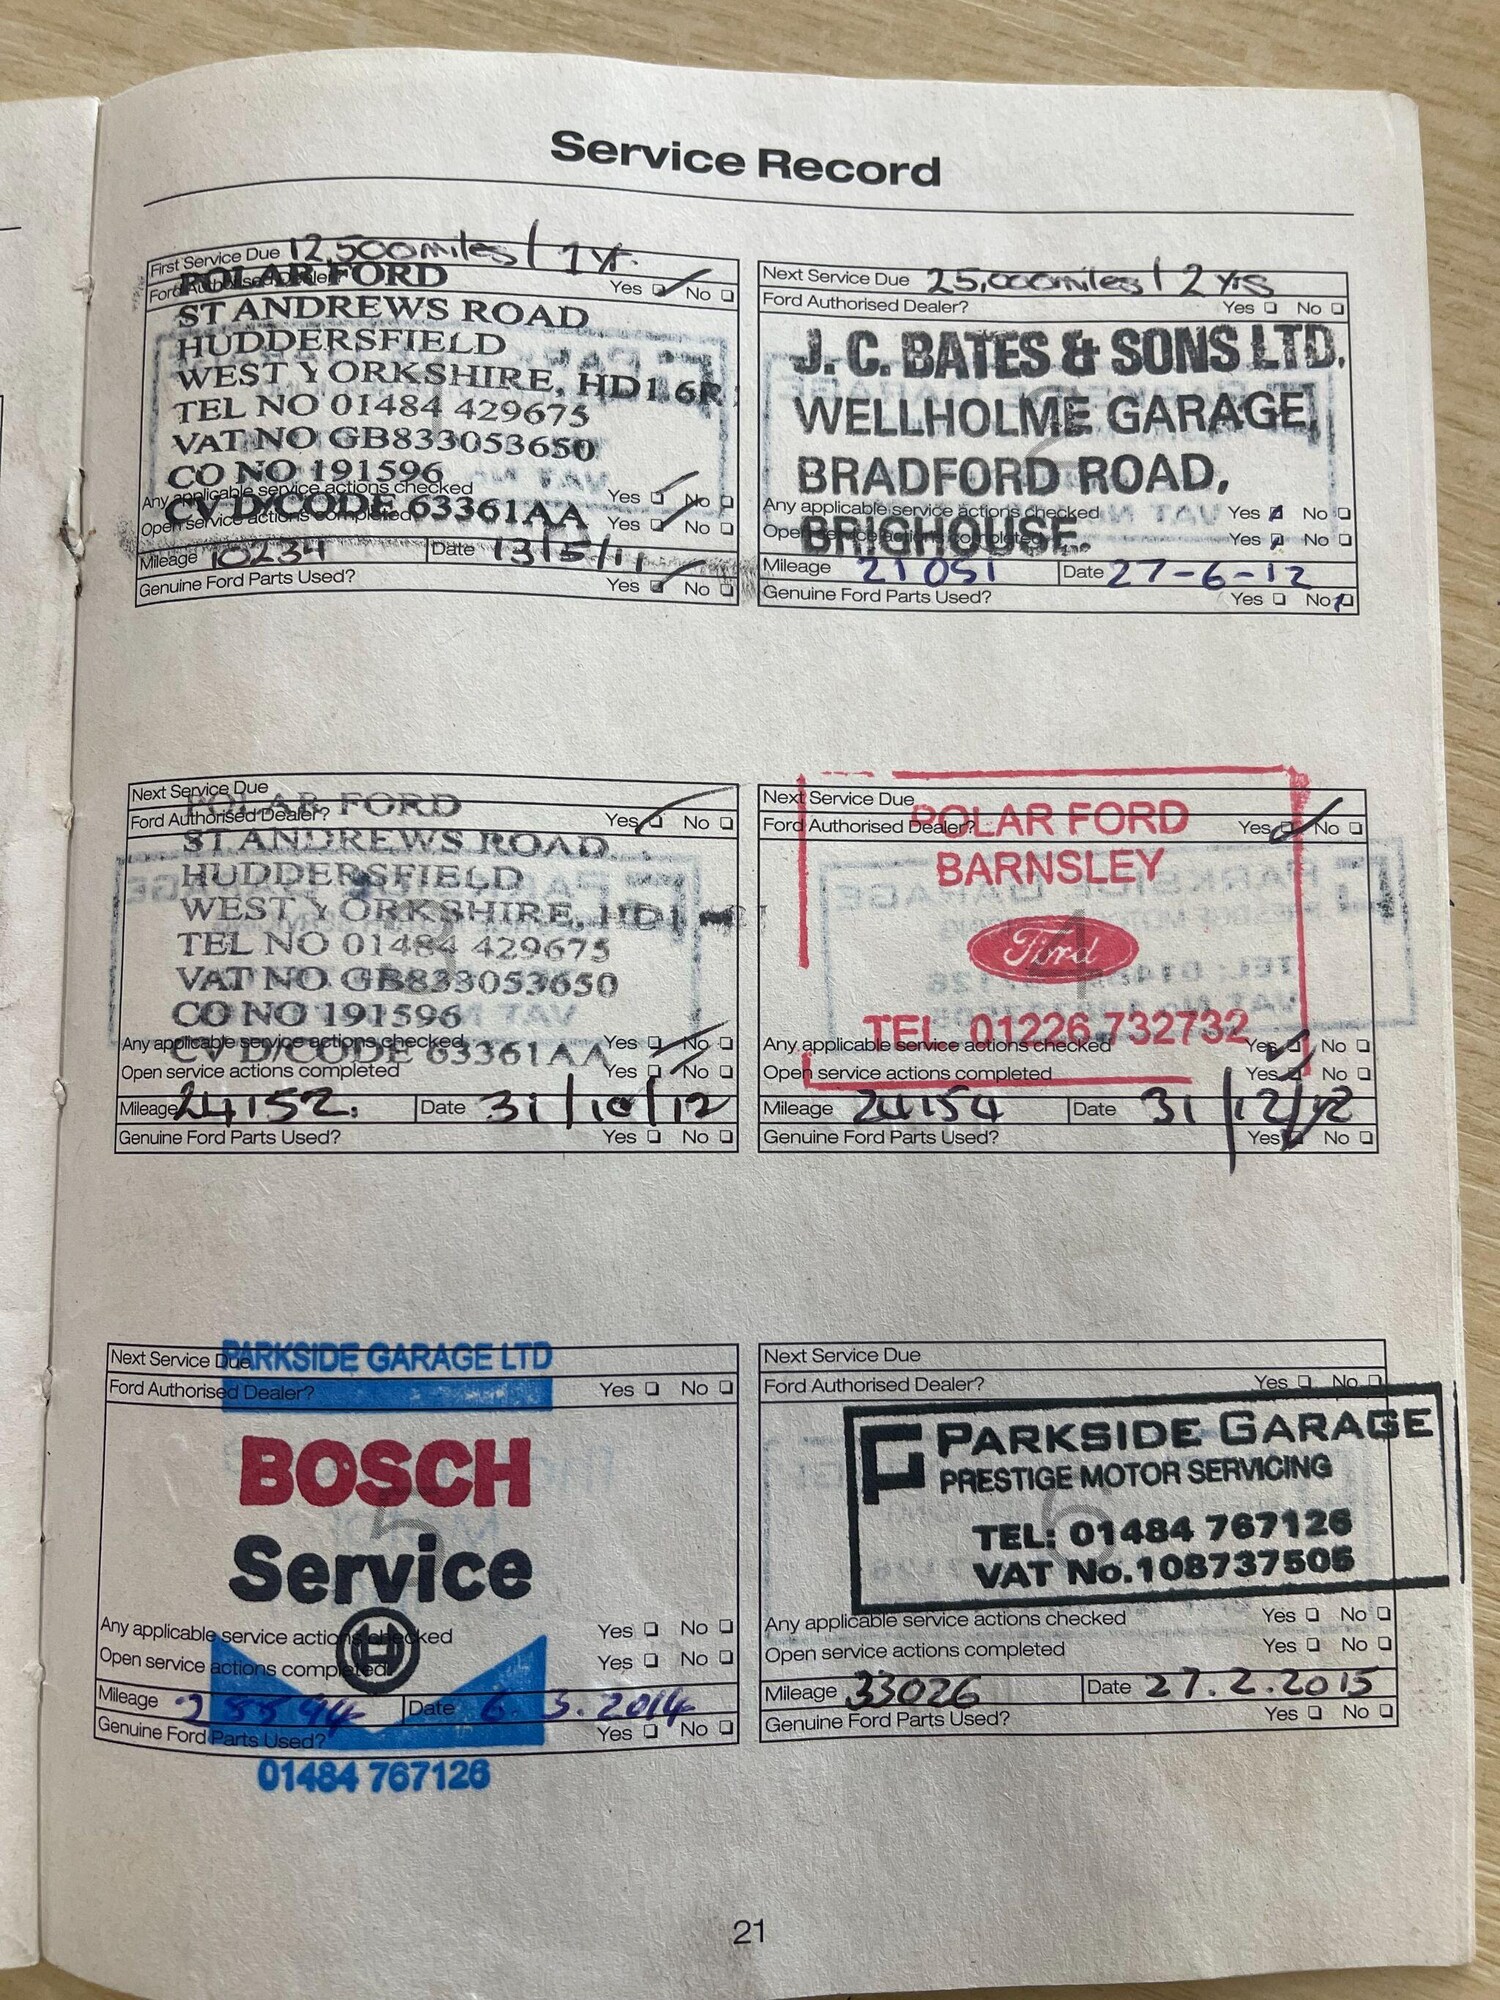 Service Record
First Service Due 12,500miles / 1yr.
Ford Authorised Dealer? Yes No
POLAR FORD
ST ANDREWS ROAD
HUDDERSFIELD
WEST YORKSHIRE, HD1 6R
TEL NO 01484 429675
VAT NO GB833053650
CO NO 191596
Any applicable service actions checked Yes No
CV D/CODE 63361AA
Open service actions completed Yes No
Mileage 10234 Date 13/5/11
Genuine Ford Parts Used? Yes No
Next Service Due 25,000miles / 2 yrs
Ford Authorised Dealer? Yes No
J. C. BATES & SONS LTD.
WELLHOLME GARAGE,
2
BRADFORD ROAD,
Any applicable service actions checked Yes No
BRIGHOUSE.
Open service actions completed Yes No
Mileage 21051 Date 27-6-12
Genuine Ford Parts Used? Yes No
Next Service Due
POLAR FORD
Ford Authorised Dealer? Yes No
ST ANDREWS ROAD
HUDDERSFIELD
WEST YORKSHIRE, HD1
3
TEL NO 01484 429675
VAT NO GB833053650
CO NO 191596
Any applicable service actions checked Yes No
CV D/CODE 63361AA
Open service actions completed Yes No
Mileage 24152. Date 31/10/12
Genuine Ford Parts Used? Yes No
Next Service Due
POLAR FORD
Ford Authorised Dealer? Yes No
BARNSLEY
Ford
4
TEL 01226 732732
Any applicable service actions checked Yes No
Open service actions completed Yes No
Mileage 24154 Date 31/12/12
Genuine Ford Parts Used? Yes No
PARKSIDE GARAGE LTD
Next Service Due
Ford Authorised Dealer? Yes No
BOSCH
5
Service
Any applicable service actions checked Yes No
Open service actions completed Yes No
Mileage Date 6.3.2014
Genuine Ford Parts Used? Yes No
01484 767126
Next Service Due
Ford Authorised Dealer? Yes No
PARKSIDE GARAGE
PRESTIGE MOTOR SERVICING
6
TEL: 01484 767126
VAT No.108737505
Any applicable service actions checked Yes No
Open service actions completed Yes No
Mileage 33026 Date 27.2.2015
Genuine Ford Parts Used? Yes No
21